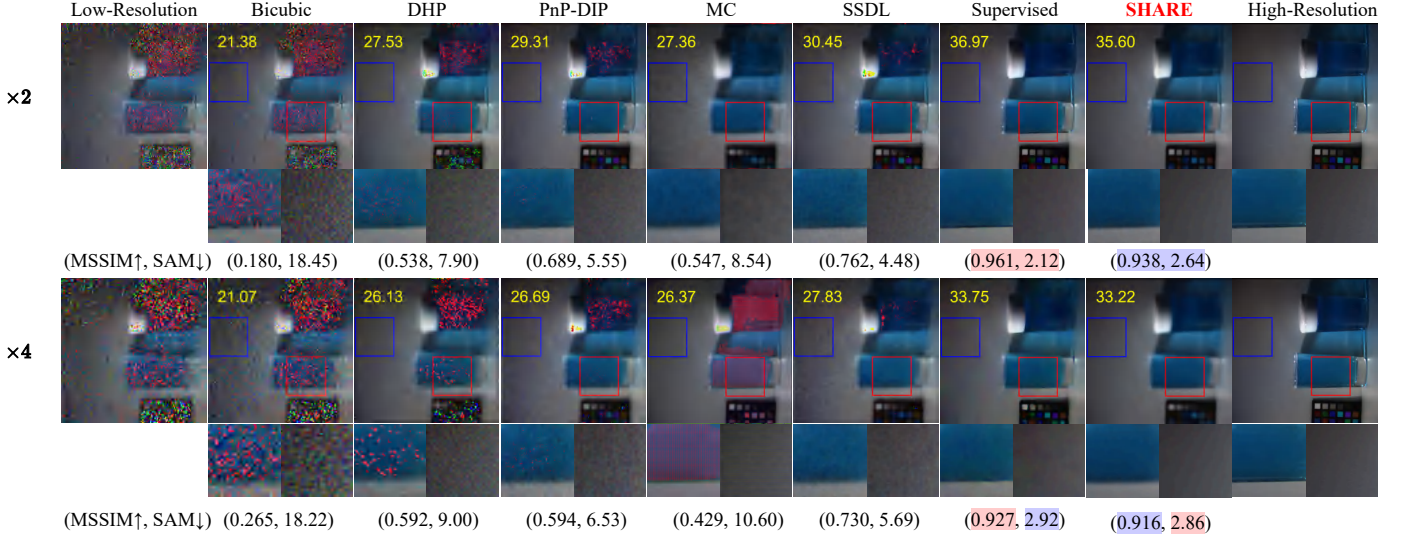 Low-Resolution Bicubic DHP PnP-DIP MC SSDL Supervised SHARE High-Resolution
×2
21.38 27.53 29.31 27.36 30.45 36.97 35.60
(MSSIM↑, SAM↓) (0.180, 18.45) (0.538, 7.90) (0.689, 5.55) (0.547, 8.54) (0.762, 4.48) (0.961, 2.12) (0.938, 2.64)
×4
21.07 26.13 26.69 26.37 27.83 33.75 33.22
(MSSIM↑, SAM↓) (0.265, 18.22) (0.592, 9.00) (0.594, 6.53) (0.429, 10.60) (0.730, 5.69) (0.927, 2.92) (0.916, 2.86)